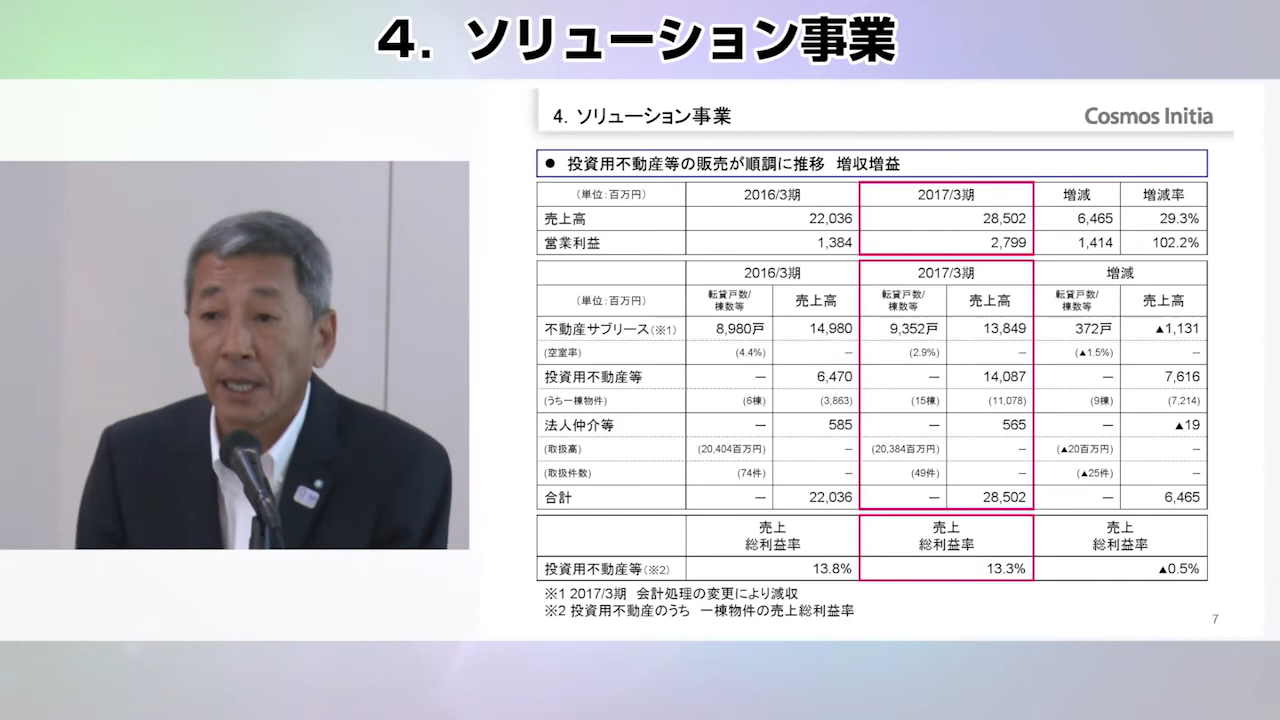 4. ソリューション事業
4. ソリューション事業
Cosmos Initia
● 投資用不動産等の販売が順調に推移 増収増益
(単位:百万円) 2016/3期 2017/3期 増減 増減率
売上高 22,036 28,502 6,465 29.3%
営業利益 1,384 2,799 1,414 102.2%
2016/3期 2017/3期 増減
(単位:百万円) 転貸戸数/棟数等 売上高 転貸戸数/棟数等 売上高 転貸戸数/棟数等 売上高
不動産サブリース(※1) 8,980戸 14,980 9,352戸 13,849 372戸 ▲1,131
(空室率) (4.4%) － (2.9%) － (▲1.5%) －
投資用不動産等 － 6,470 － 14,087 － 7,616
(うち一棟物件) (6棟) (3,863) (15棟) (11,078) (9棟) (7,214)
法人仲介等 － 585 － 565 － ▲19
(取扱高) (20,404百万円) － (20,384百万円) － (▲20百万円) －
(取扱件数) (74件) － (49件) － (▲25件) －
合計 － 22,036 － 28,502 － 6,465
売上 売上 売上
総利益率 総利益率 総利益率
投資用不動産等(※2) 13.8% 13.3% ▲0.5%
※1 2017/3期 会計処理の変更により減収
※2 投資用不動産のうち 一棟物件の売上総利益率
7